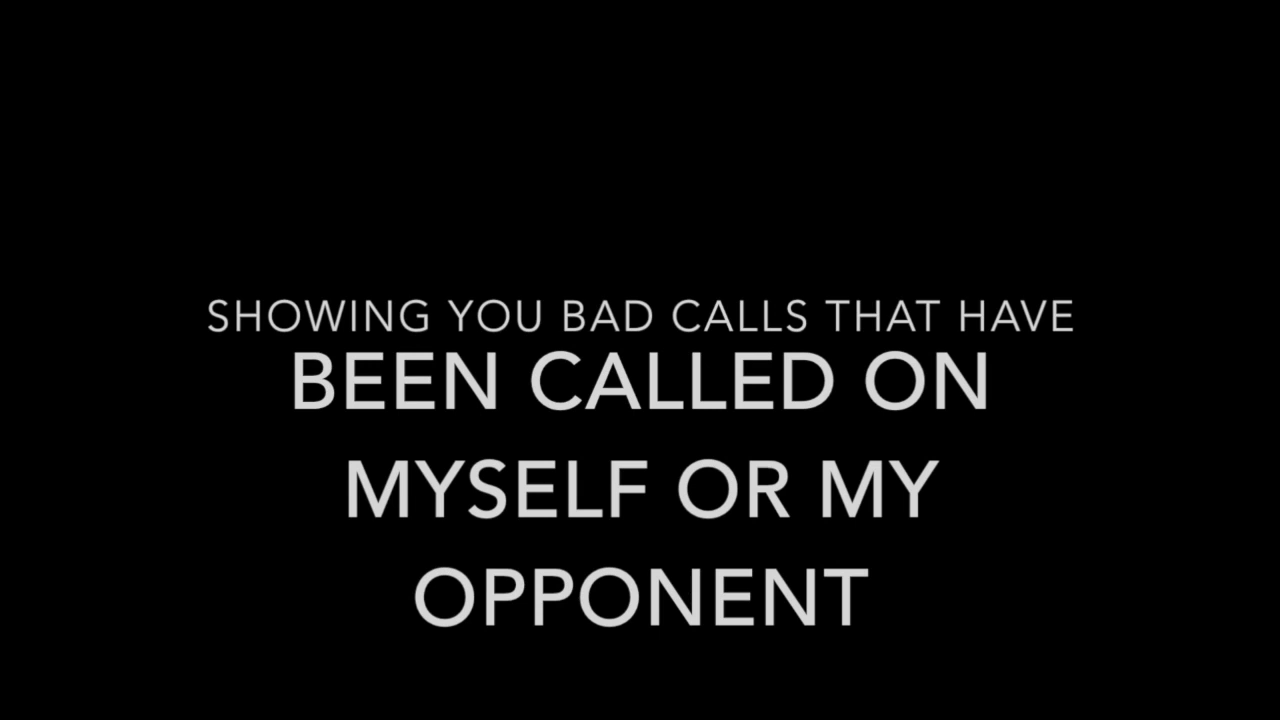 SHOWING YOU BAD CALLS THAT HAVE
BEEN CALLED ON
MYSELF OR MY
OPPONENT